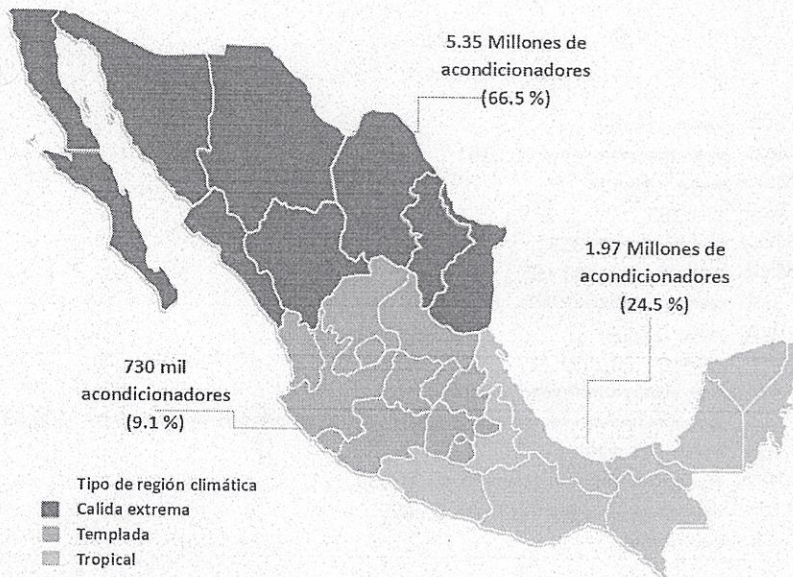 5.35 Millones de
acondicionadores
(66.5 %)
1.97 Millones de
acondicionadores
(24.5 %)
730 mil
acondicionadores
(9.1 %)
Tipo de región climática
Calida extrema
Templada
Tropical